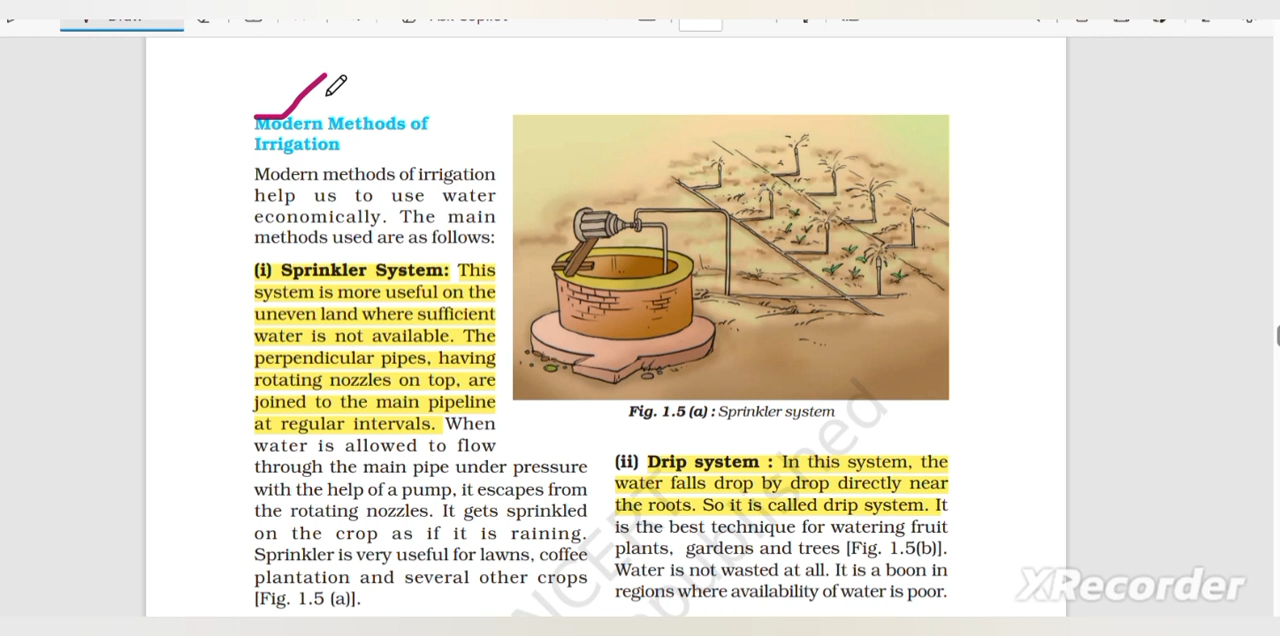 Modern Methods of
Irrigation
Modern methods of irrigation
help us to use water
economically. The main
methods used are as follows:
(i) Sprinkler System: This
system is more useful on the
uneven land where sufficient
water is not available. The
perpendicular pipes, having
rotating nozzles on top, are
joined to the main pipeline
at regular intervals. When
water is allowed to flow
through the main pipe under pressure
with the help of a pump, it escapes from
the rotating nozzles. It gets sprinkled
on the crop as if it is raining.
Sprinkler is very useful for lawns, coffee
plantation and several other crops
[Fig. 1.5 (a)].
Fig. 1.5 (a) : Sprinkler system
(ii) Drip system : In this system, the
water falls drop by drop directly near
the roots. So it is called drip system. It
is the best technique for watering fruit
plants, gardens and trees [Fig. 1.5(b)].
Water is not wasted at all. It is a boon in
regions where availability of water is poor.
NCERT
published
XRecorder